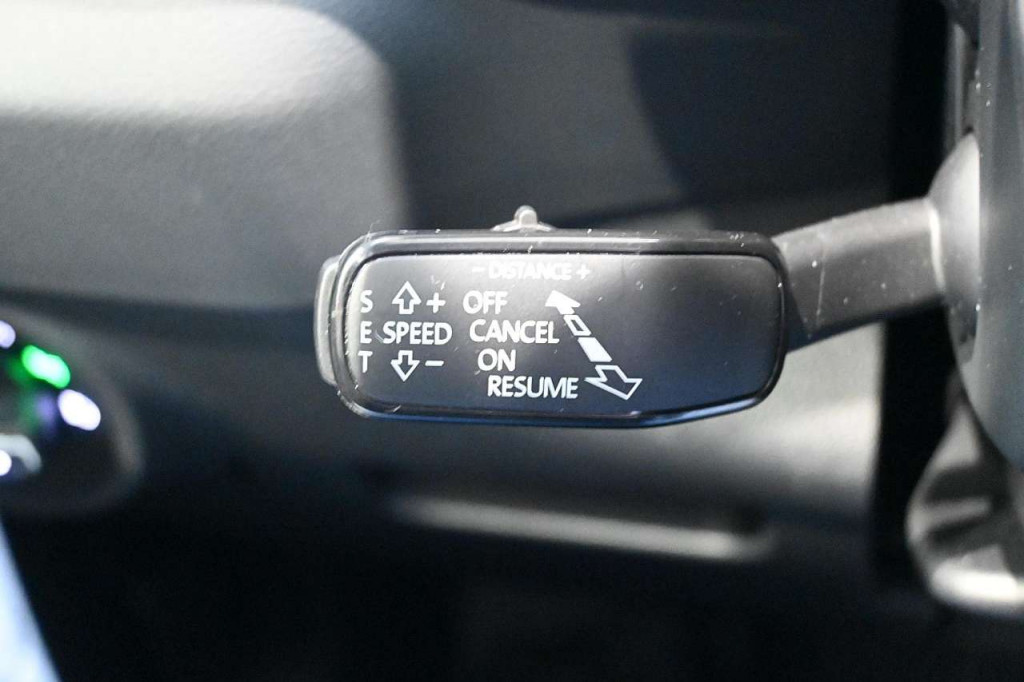 - DISTANCE +
S + OFF
E SPEED CANCEL
T - ON
RESUME